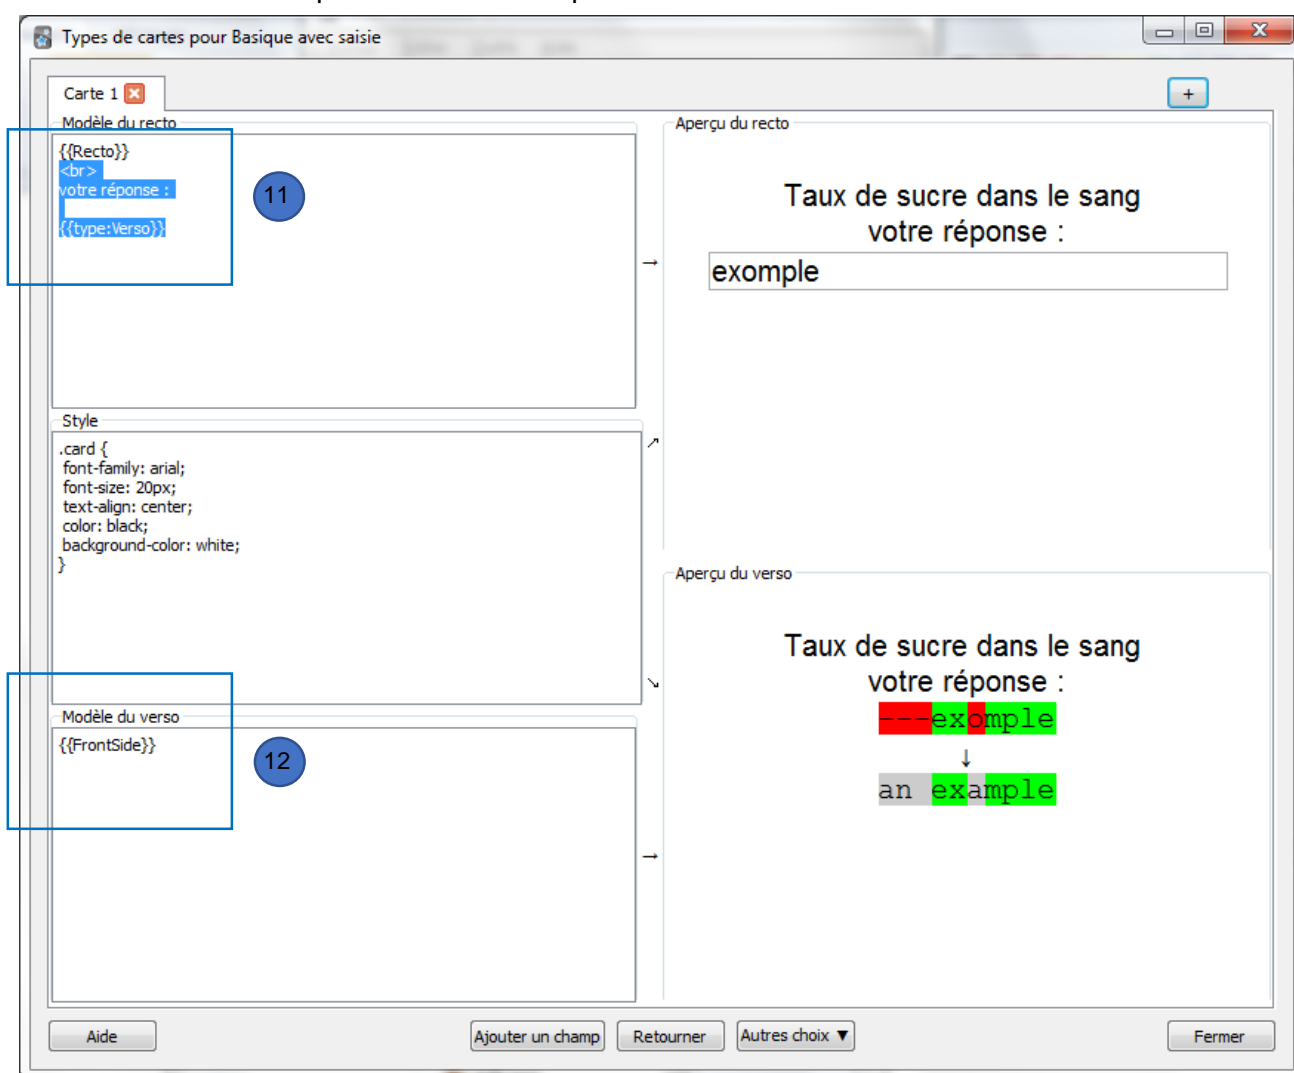 Types de cartes pour Basique avec saisie
Carte 1
+
Modèle du recto
{{Recto}}
<br>
votre réponse :
{{type:Verso}}
11
Aperçu du recto
Taux de sucre dans le sang
votre réponse :
exomple
→
Style
.card {
font-family: arial;
font-size: 20px;
text-align: center;
color: black;
background-color: white;
}
↗
↘
Modèle du verso
{{FrontSide}}
12
Aperçu du verso
Taux de sucre dans le sang
votre réponse :
---exomple
↓
an example
→
Aide
Ajouter un champ
Retourner
Autres choix ▼
Fermer